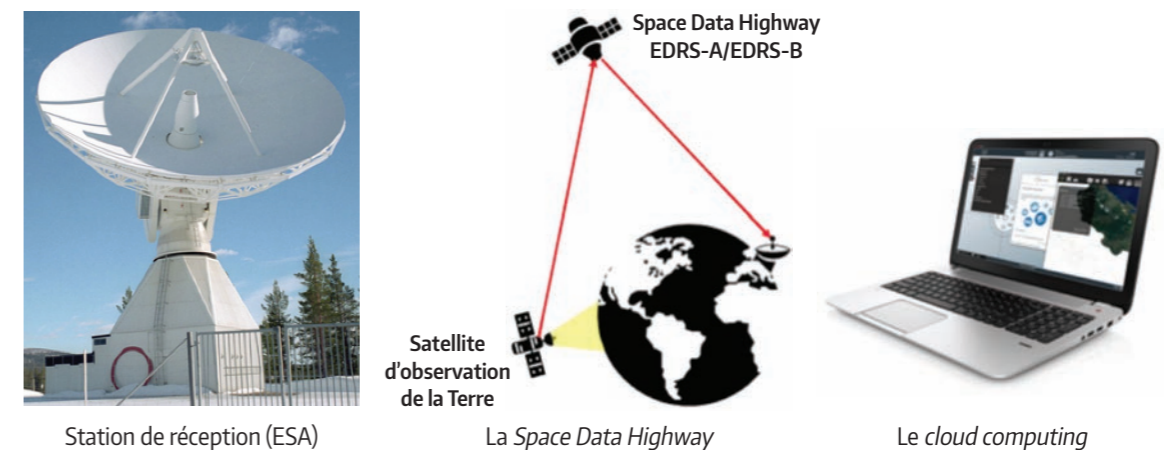 Space Data Highway
EDRS-A/EDRS-B
Satellite
d’observation
de la Terre
Station de réception (ESA)
La Space Data Highway
Le cloud computing